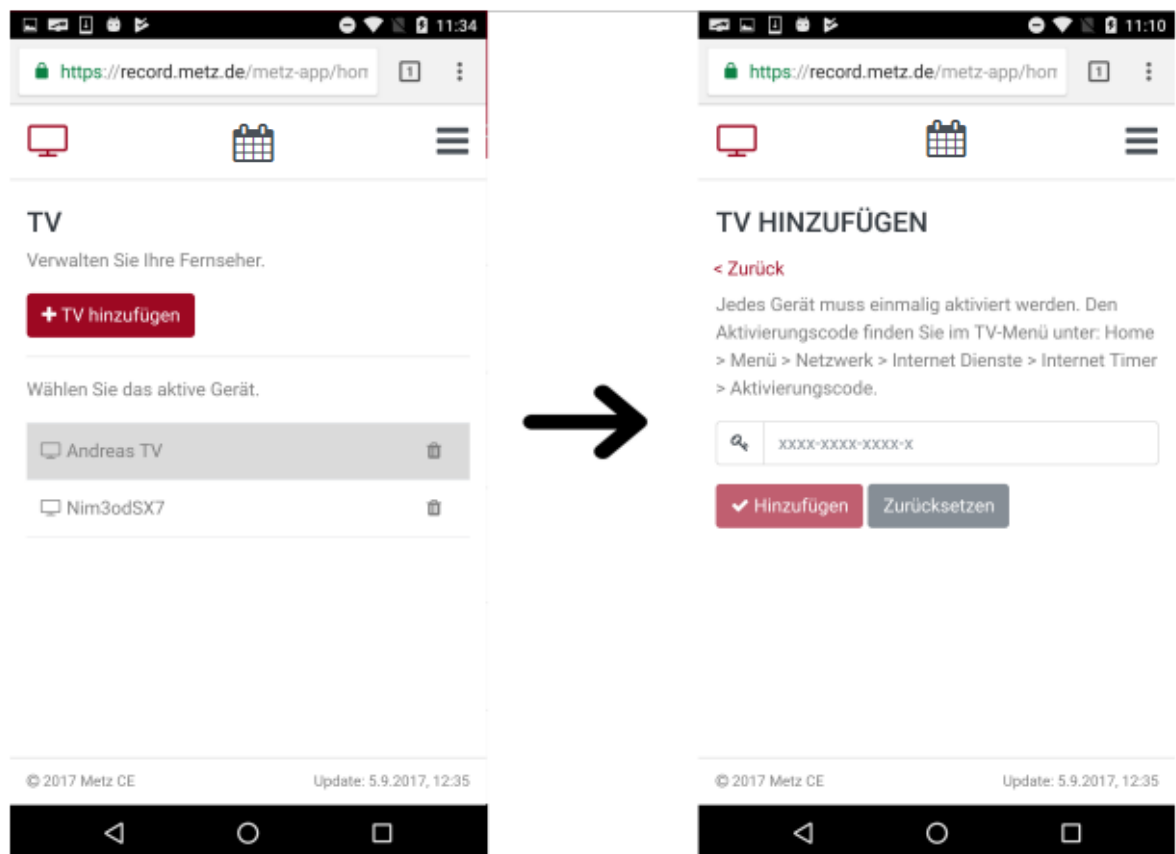 11:34
https://record.metz.de/metz-app/hom
1
TV
Verwalten Sie Ihre Fernseher.
+ TV hinzufügen
Wählen Sie das aktive Gerät.
Andreas TV
Nim3odSX7
© 2017 Metz CE
Update: 5.9.2017, 12:35
11:10
https://record.metz.de/metz-app/hom
1
TV HINZUFÜGEN
< Zurück
Jedes Gerät muss einmalig aktiviert werden. Den
Aktivierungscode finden Sie im TV-Menü unter: Home
> Menü > Netzwerk > Internet Dienste > Internet Timer
> Aktivierungscode.
xxxx-xxxx-xxxx-x
Hinzufügen
Zurücksetzen
© 2017 Metz CE
Update: 5.9.2017, 12:35